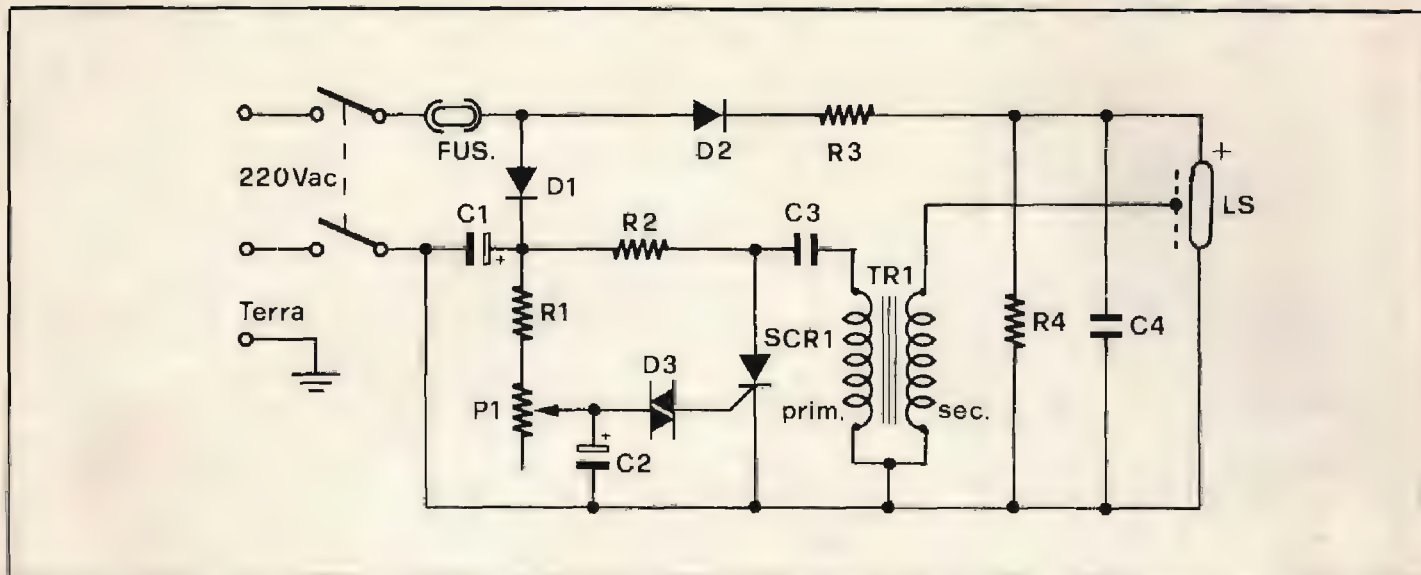 FUS.
D2
R3
220Vac
D1
+
LS
C1
+
R2
C3
TR1
Terra
R1
SCR1
R4
C4
D3
P1
prim.
sec.
+
C2